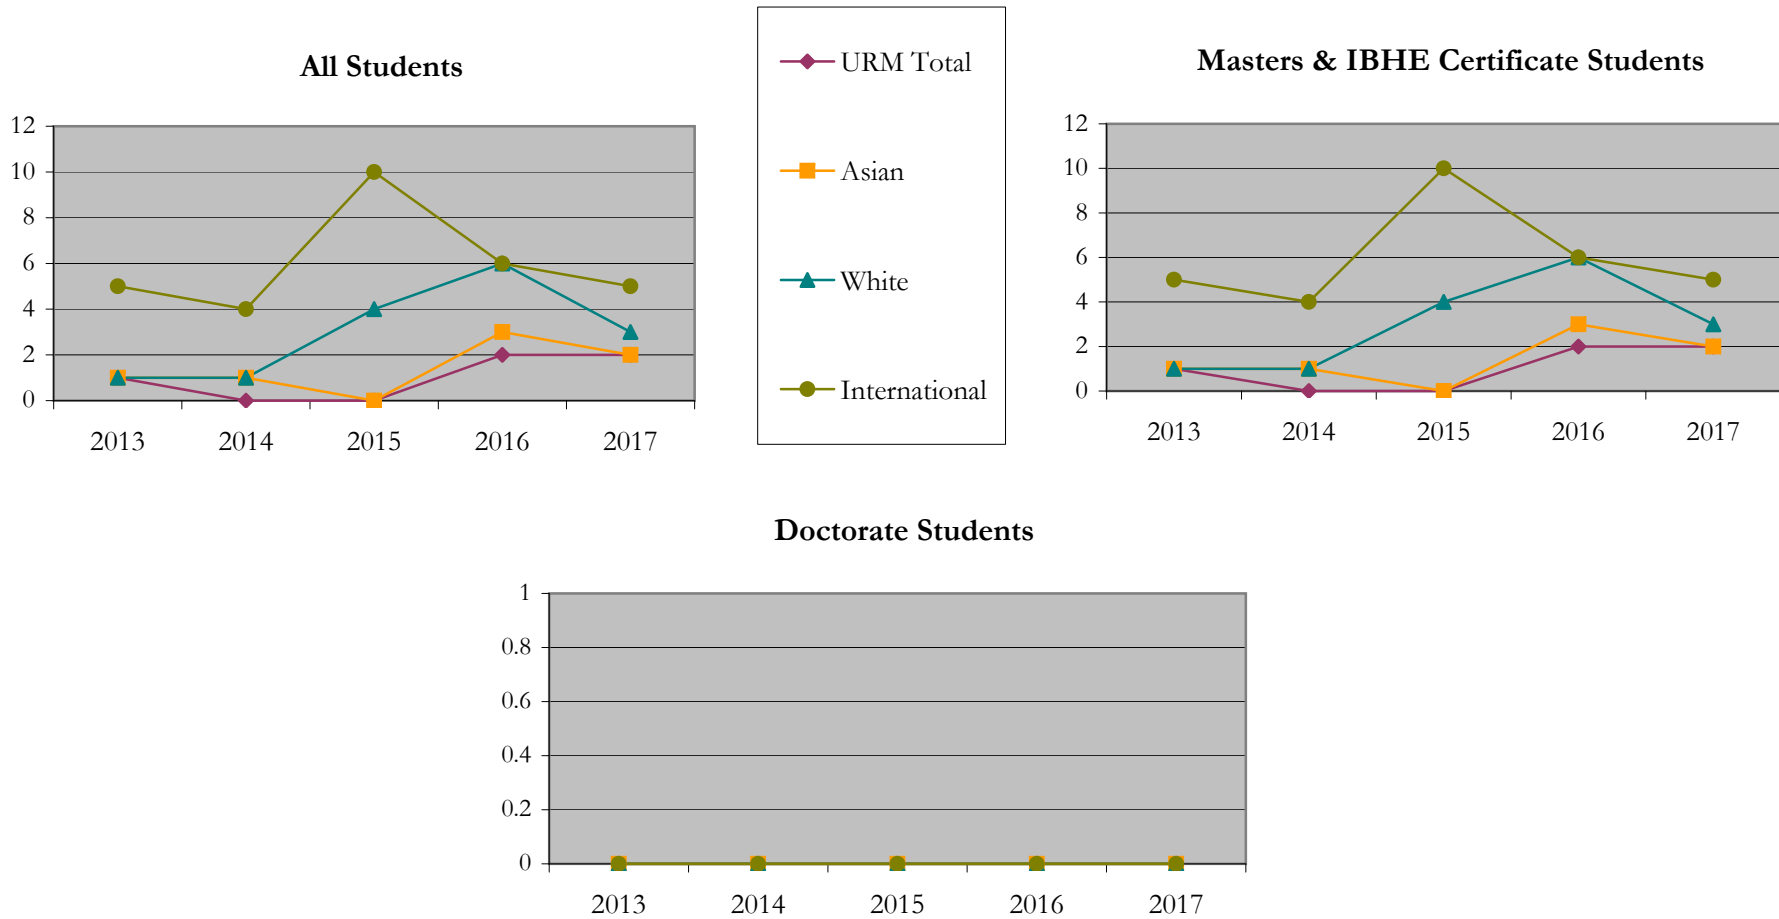 All Students
12
10
8
6
4
2
0
2013 2014 2015 2016 2017
URM Total
Asian
White
International
Masters & IBHE Certificate Students
12
10
8
6
4
2
0
2013 2014 2015 2016 2017
Doctorate Students
1
0.8
0.6
0.4
0.2
0
2013 2014 2015 2016 2017